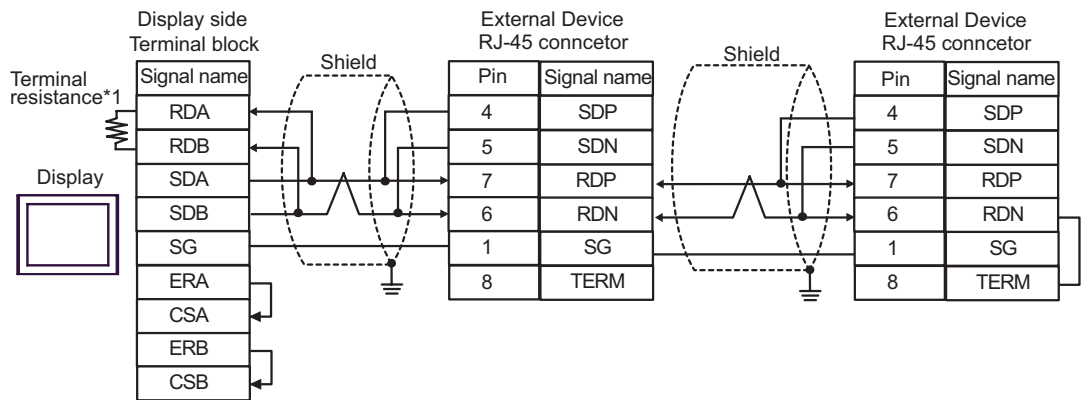 Display side
Terminal block
Terminal
resistance*1
Display
Signal name
RDA
RDB
SDA
SDB
SG
ERA
CSA
ERB
CSB
Shield
External Device
RJ-45 conncetor
Pin Signal name
4 SDP
5 SDN
7 RDP
6 RDN
1 SG
8 TERM
Shield
External Device
RJ-45 conncetor
Pin Signal name
4 SDP
5 SDN
7 RDP
6 RDN
1 SG
8 TERM